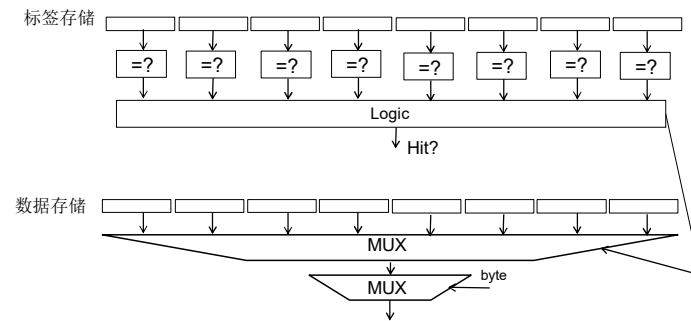 标签存储
=? =? =? =? =? =? =? =?
Logic
Hit?
数据存储
MUX
byte
MUX